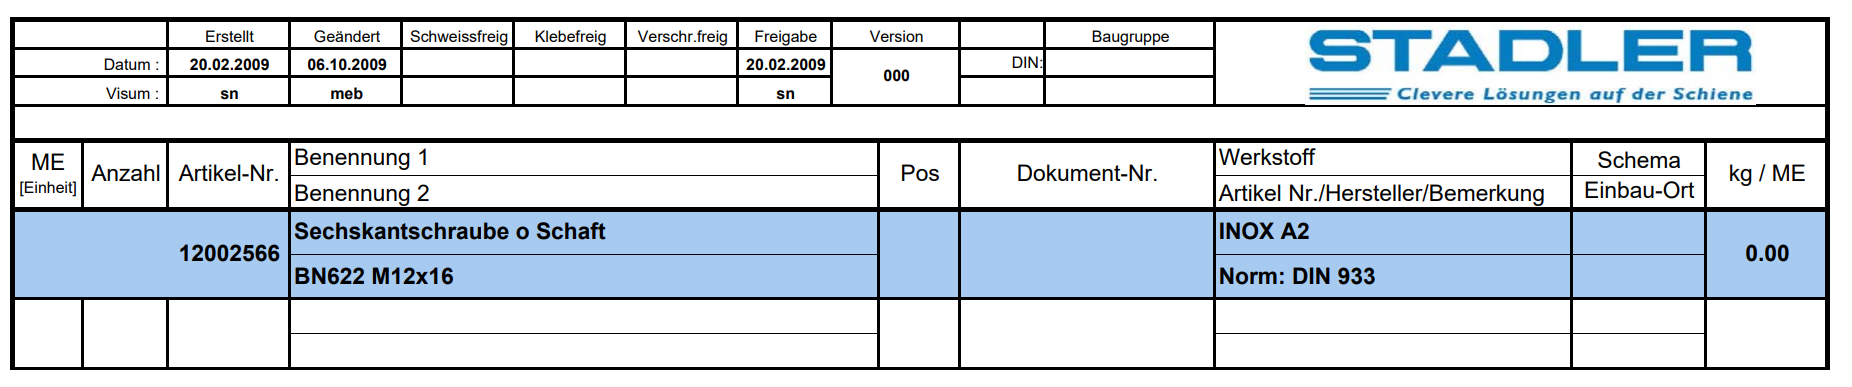 Erstellt Geändert Schweissfreig Klebefreig Verschr.freig Freigabe Version Baugruppe
Datum : 20.02.2009 06.10.2009 20.02.2009 000 DIN:
Visum : sn meb sn
STADLER
Clevere Lösungen auf der Schiene
ME [Einheit] Anzahl Artikel-Nr. Benennung 1 Pos Dokument-Nr. Werkstoff Schema kg / ME
Benennung 2 Artikel Nr./Hersteller/Bemerkung Einbau-Ort
12002566 Sechskantschraube o Schaft INOX A2 0.00
BN622 M12x16 Norm: DIN 933